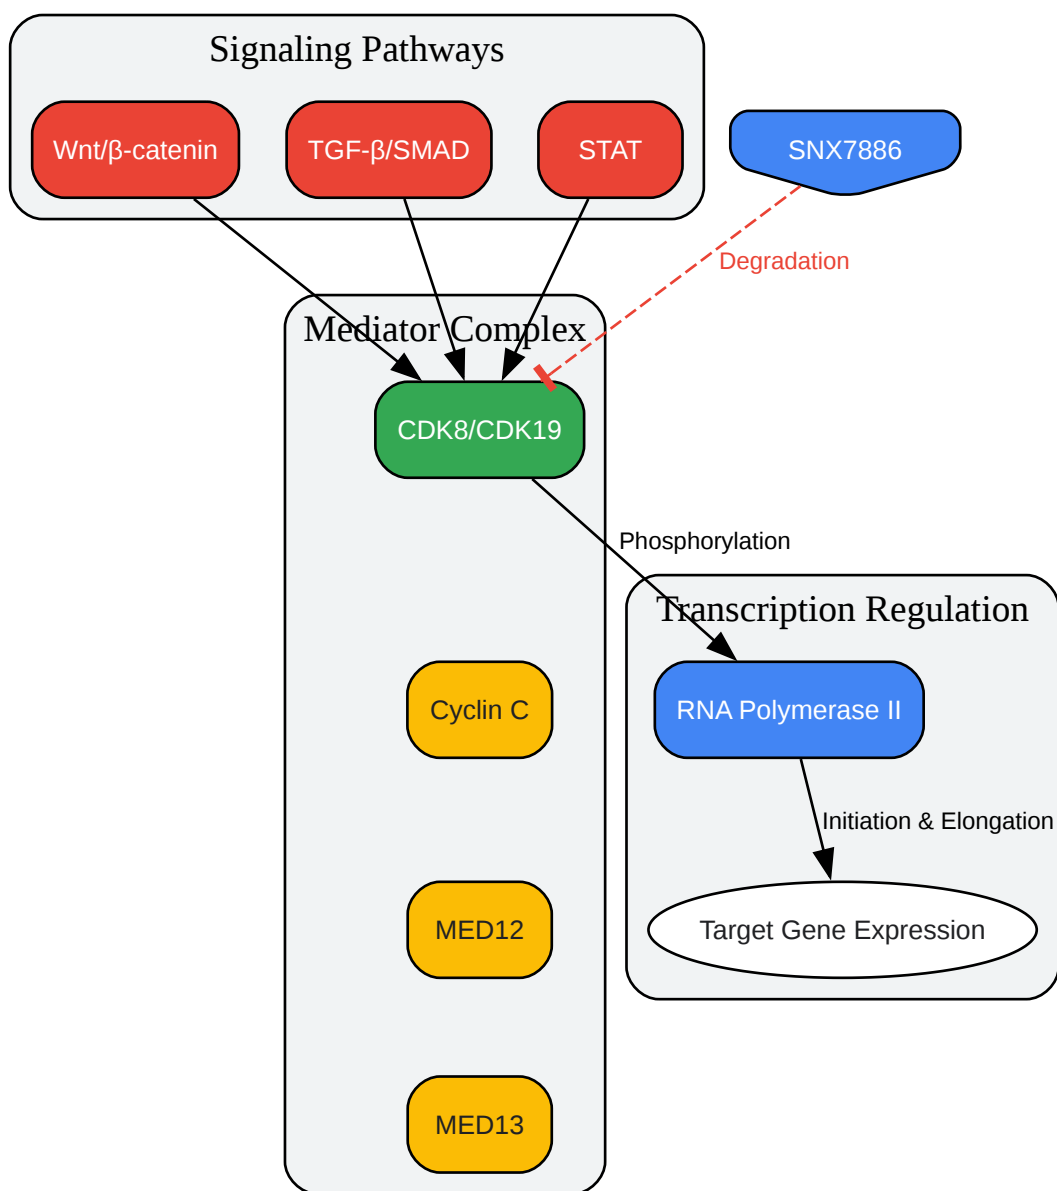 Signaling Pathways
Wnt/β-catenin
TGF-β/SMAD
STAT
SNX7886
Degradation
Mediator Complex
CDK8/CDK19
Phosphorylation
Transcription Regulation
Cyclin C
RNA Polymerase II
Initiation & Elongation
MED12
Target Gene Expression
MED13